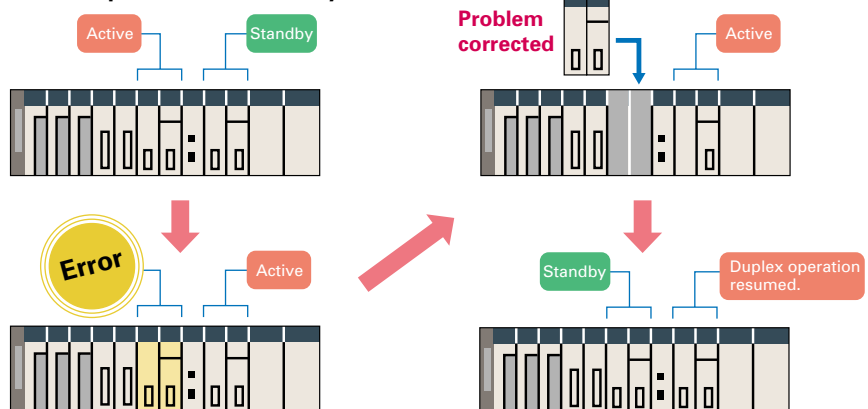 Active
Standby
Error
Active
Problem
corrected
Active
Standby
Duplex operation
resumed.